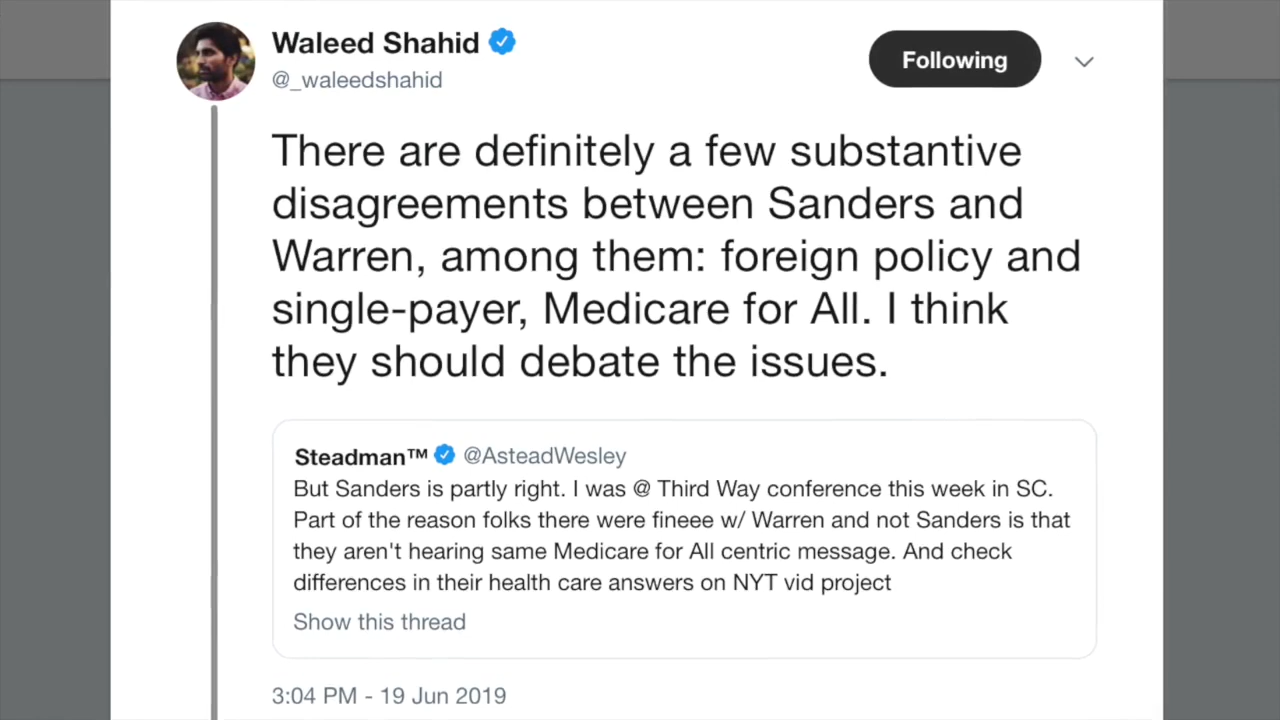 Waleed Shahid
@_waleedshahid
Following
There are definitely a few substantive
disagreements between Sanders and
Warren, among them: foreign policy and
single-payer, Medicare for All. I think
they should debate the issues.
Steadman™ @AsteadWesley
But Sanders is partly right. I was @ Third Way conference this week in SC.
Part of the reason folks there were fineee w/ Warren and not Sanders is that
they aren't hearing same Medicare for All centric message. And check
differences in their health care answers on NYT vid project
Show this thread
3:04 PM - 19 Jun 2019